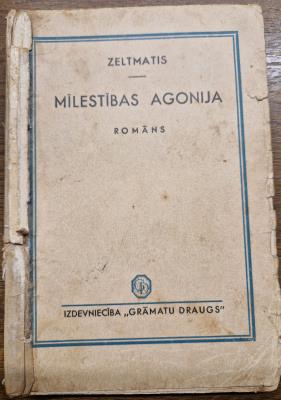 ZELTMATIS
MĪLESTĪBAS AGONIJA
ROMĀNS
IZDEVNIECĪBA „GRĀMATU DRAUGS"